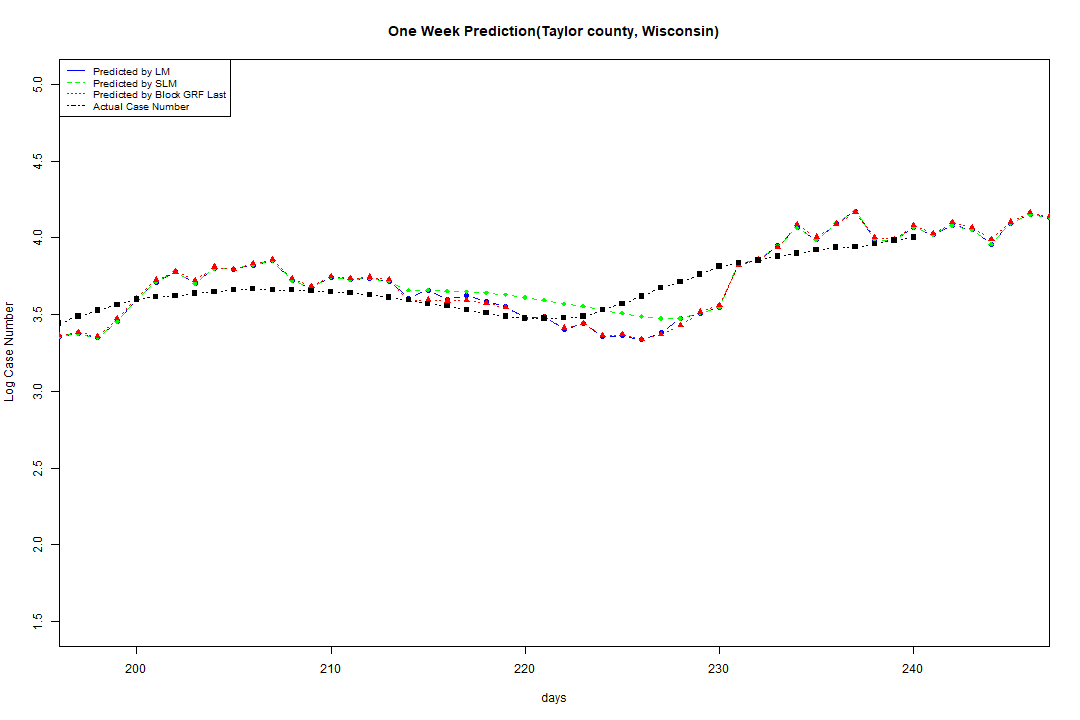 One Week Prediction(Taylor county, Wisconsin)
Predicted by LM
Predicted by SLM
Predicted by Block GRF Last
Actual Case Number
5.0
4.5
4.0
3.5
3.0
2.5
2.0
1.5
Log Case Number
200 210 220 230 240
days